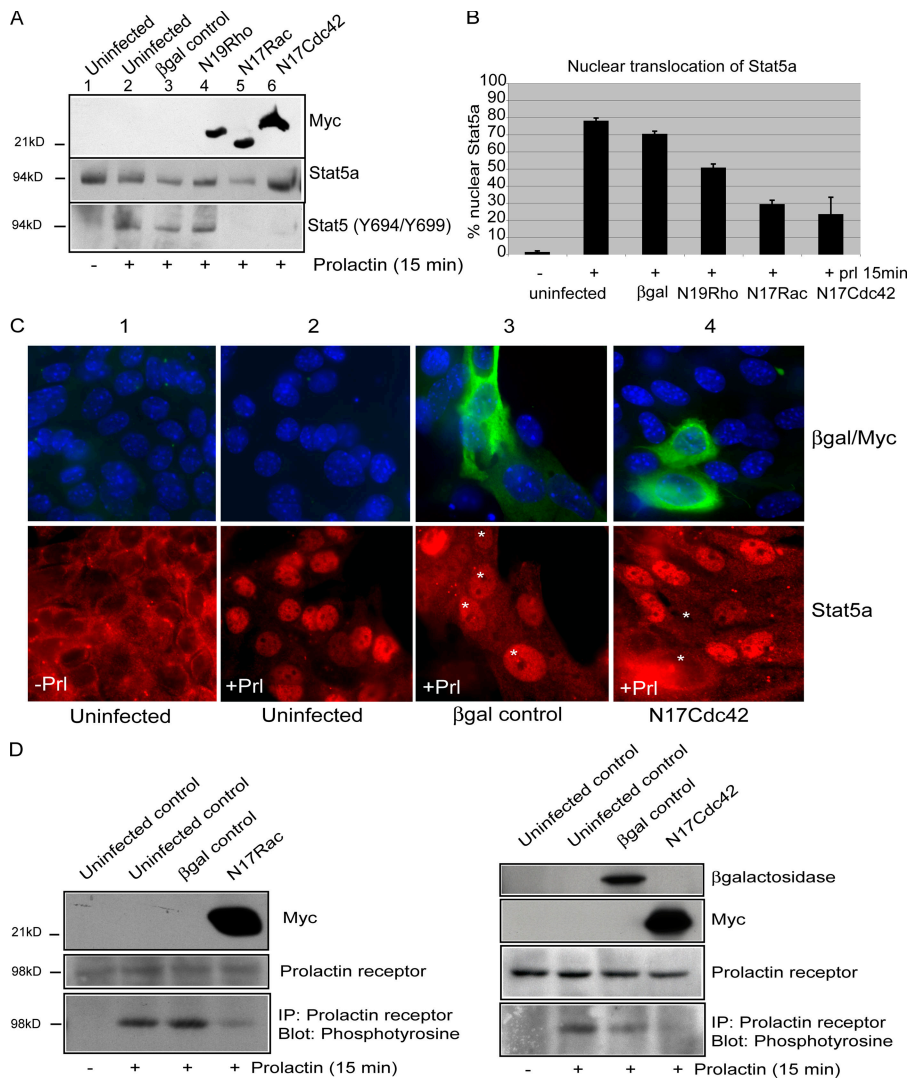 A
Uninfected
Uninfected
βgal control
N19Rho
N17Rac
N17Cdc42
1 2 3 4 5 6
Myc
21kD
94kD
Stat5a
94kD
Stat5 (Y694/Y699)
- + + + + + Prolactin (15 min)
B
Nuclear translocation of Stat5a
% nuclear Stat5a
100
90
80
70
60
50
40
30
20
10
0
- + + + + + prl 15min
uninfected βgal N19Rho N17Rac N17Cdc42
C
1 2 3 4
βgal/Myc
* * * * * *
Stat5a
-Prl +Prl +Prl +Prl
Uninfected Uninfected βgal control N17Cdc42
D
Uninfected control
Uninfected control
βgal control
N17Rac
Myc
21kD
98kD
Prolactin receptor
98kD
IP: Prolactin receptor
Blot: Phosphotyrosine
- + + + Prolactin (15 min)
Uninfected control
Uninfected control
βgal control
N17Cdc42
βgalactosidase
Myc
Prolactin receptor
IP: Prolactin receptor
Blot: Phosphotyrosine
- + + + Prolactin (15 min)